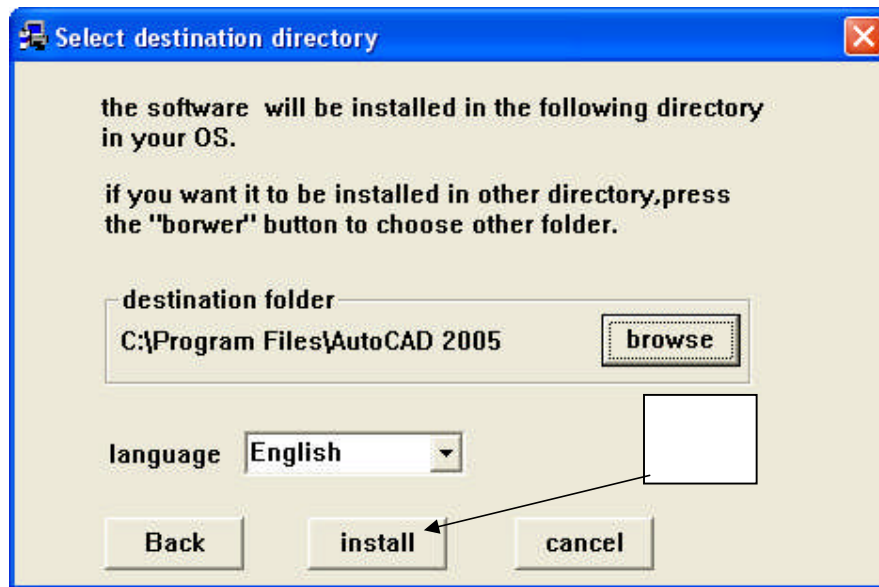 Select destination directory
the software will be installed in the following directory
in your OS.
if you want it to be installed in other directory,press
the "borwer" button to choose other folder.
destination folder
C:\Program Files\AutoCAD 2005
browse
language
English
Back
install
cancel